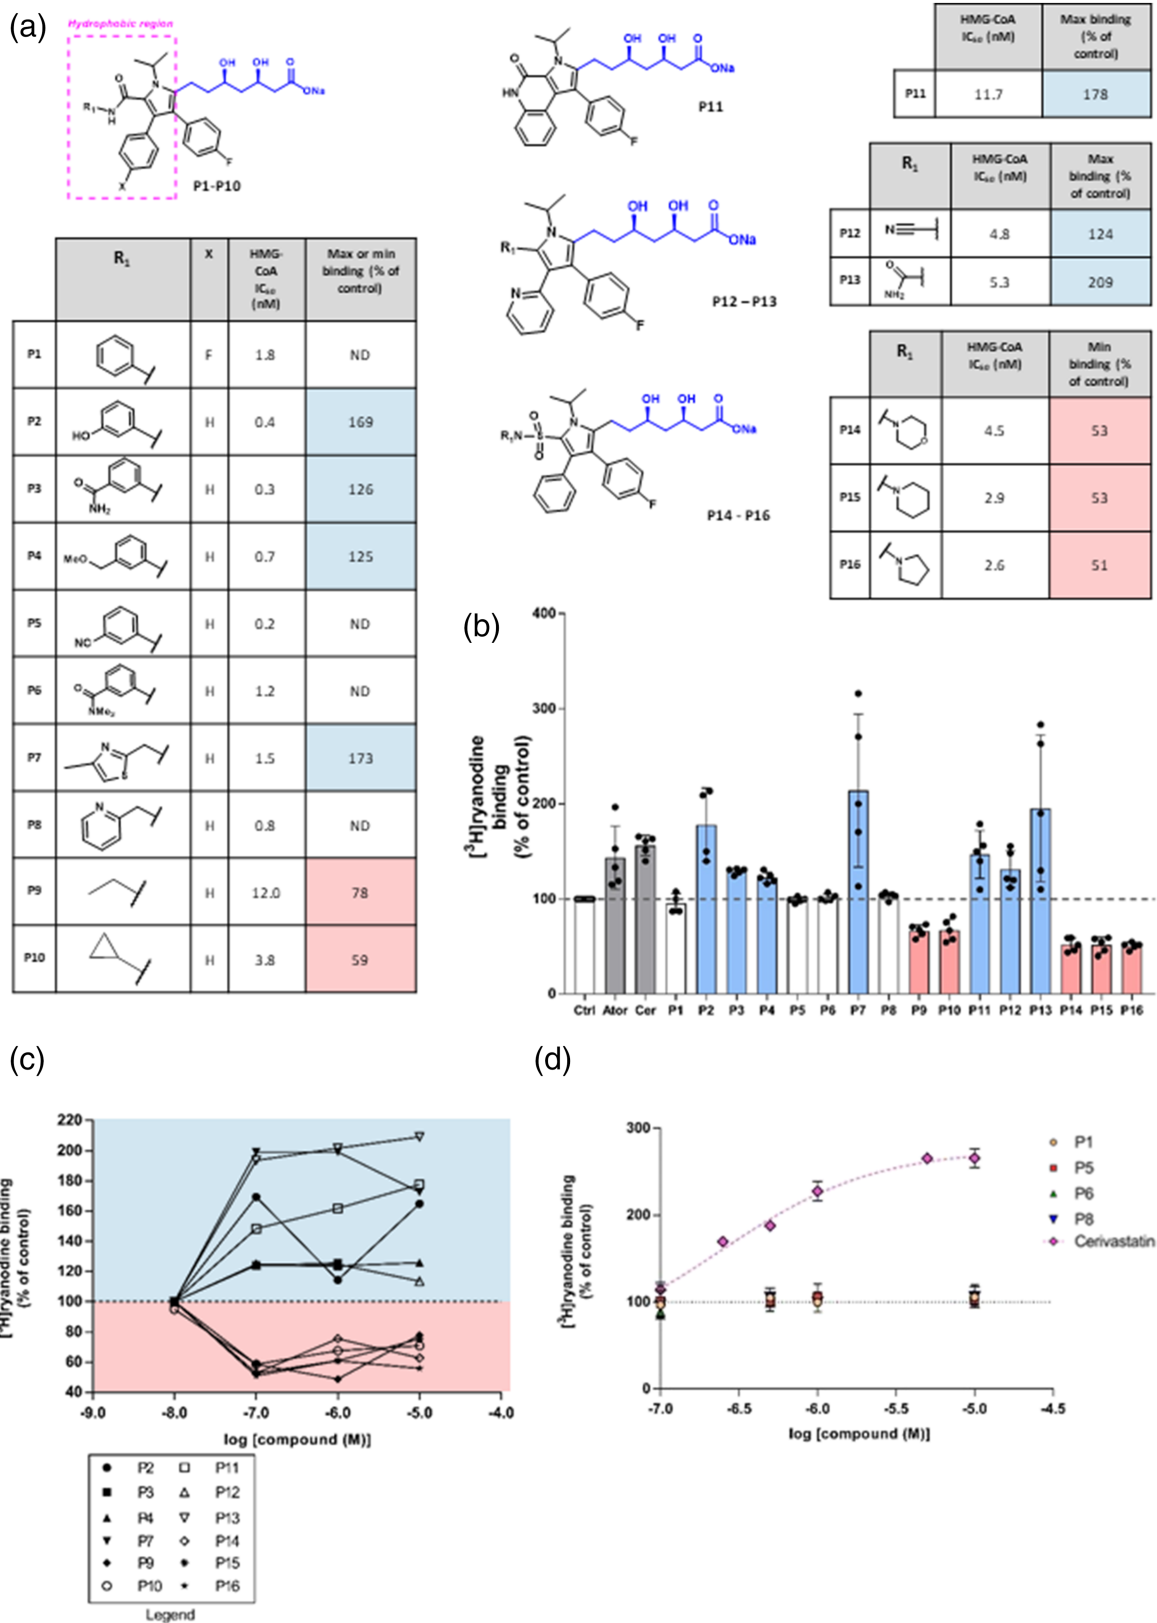 (a)
Hydrophobic region
OH OH O
ONa
N
O
R₁
N
H
F
X
P1-P10
OH OH O
ONa
O
N
HN
F
P11
OH OH O
ONa
N
R₁
N
F
P12 – P13
OH OH O
ONa
O
N
R₁N S
O
F
P14 - P16
HMG-CoA IC₅₀ (nM) Max binding (% of control)
P11 11.7 178
R₁ HMG-CoA IC₅₀ (nM) Max binding (% of control)
P12 N 4.8 124
P13 O NH₂ 5.3 209
R₁ HMG-CoA IC₅₀ (nM) Min binding (% of control)
P14 N O 4.5 53
P15 N 2.9 53
P16 N 2.6 51
R₁ X HMG-CoA IC₅₀ (nM) Max or min binding (% of control)
P1 F 1.8 ND
P2 HO H 0.4 169
P3 O NH₂ H 0.3 126
P4 MeO H 0.7 125
P5 NC H 0.2 ND
P6 O NMe₂ H 1.2 ND
P7 N S H 1.5 173
P8 N H 0.8 ND
P9 H 12.0 78
P10 H 3.8 59
(b)
[³H]ryanodine
binding
(% of control)
400
300
200
100
0
Ctrl Ator Cer P1 P2 P3 P4 P5 P6 P7 P8 P9 P10 P11 P12 P13 P14 P15 P16
(c)
[³H]ryanodine binding
(% of control)
220
200
180
160
140
120
100
80
60
40
-9.0 -8.0 -7.0 -6.0 -5.0 -4.0
log [compound (M)]
P2 P11
P3 P12
P4 P13
P7 P14
P9 P15
P10 P16
Legend
(d)
[³H]ryanodine binding
(% of control)
300
200
100
0
-7.0 -6.5 -6.0 -5.5 -5.0 -4.5
log [compound (M)]
P1
P5
P6
P8
Cerivastatin